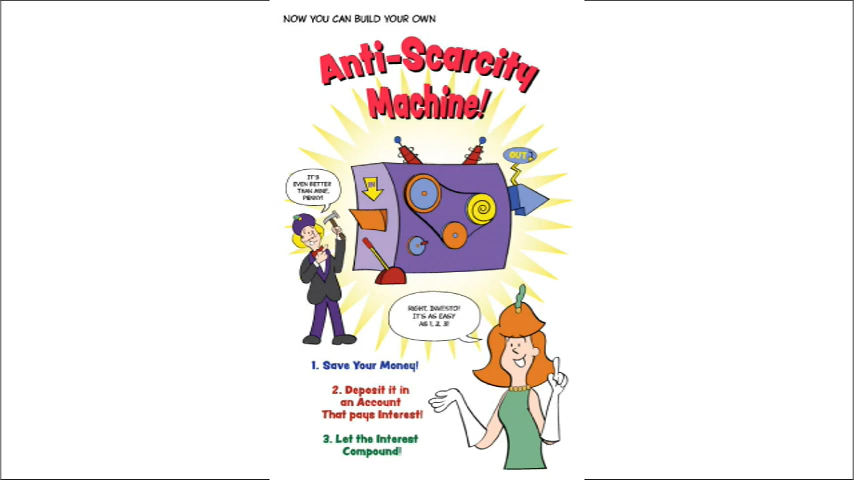 NOW YOU CAN BUILD YOUR OWN
Anti-Scarcity
Machine!
OUT
IT'S
EVEN BETTER
THAN MINE,
PENNY!
IN
RIGHT, INVESTO!
IT'S AS EASY
AS 1, 2, 3!
1. Save Your Money!
2. Deposit it in
an Account
That pays Interest!
3. Let the Interest
Compound!